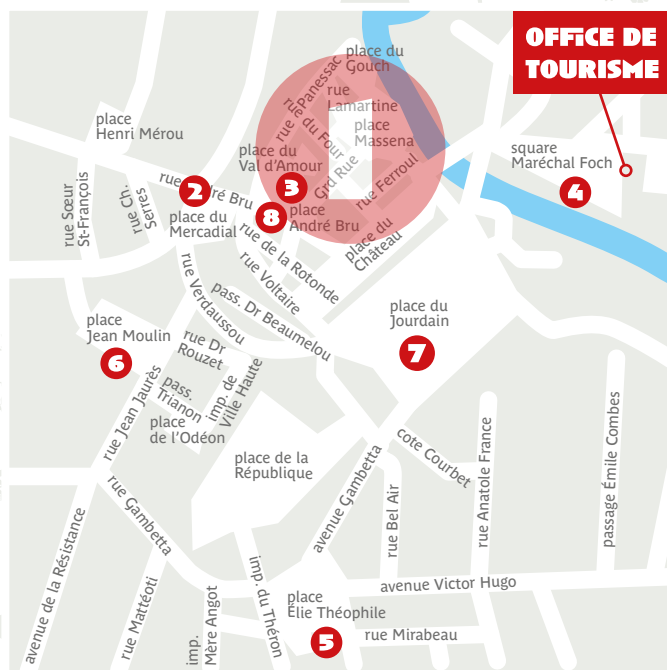 OFFICE DE
TOURISME
place du
Gouch
rue Panessac
rue
Lamartine
rue du Four
place
Massena
Grd Rue
rue Ferroul
place
Henri Mérou
place du
Val d'Amour
3
square
Maréchal Foch
4
rue Sœur
St-François
rue Ch.
Serres
rue André Bru
2
8
place du
Mercadial
place
André Bru
place du
Château
rue de la Rotonde
rue Voltaire
rue Verdaussou
pass. Dr Beaumelou
place du
Jourdain
7
place
Jean Moulin
6
rue Dr
Rouzet
pass.
Trianon
imp. de
Ville Haute
rue Jean Jaurès
place
de l'Odéon
place de la
République
avenue Gambetta
cote Courbet
rue Bel Air
rue Anatole France
passage Émile Combes
rue Gambetta
avenue de la Résistance
rue Mattéoti
imp.
Mère Angot
imp. du Théron
avenue Victor Hugo
place
Élie Théophile
5
rue Mirabeau